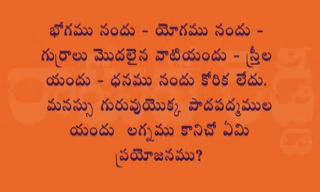 భోగము నందు - యోగము నందు -
గుర్రాలు మొదలైన వాటియందు - స్త్రీల
యందు - ధనము నందు కోరిక లేదు.
మనస్సు గురువుయొక్క పాదపద్మముల
యందు లగ్నము కానిచో ఏమి
ప్రయోజనము?